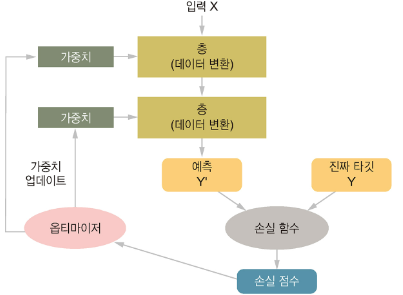 입력 X
가중치
층
(데이터 변환)
가중치
층
(데이터 변환)
가중치
업데이트
예측
Y'
진짜 타깃
Y
옵티마이저
손실 함수
손실 점수